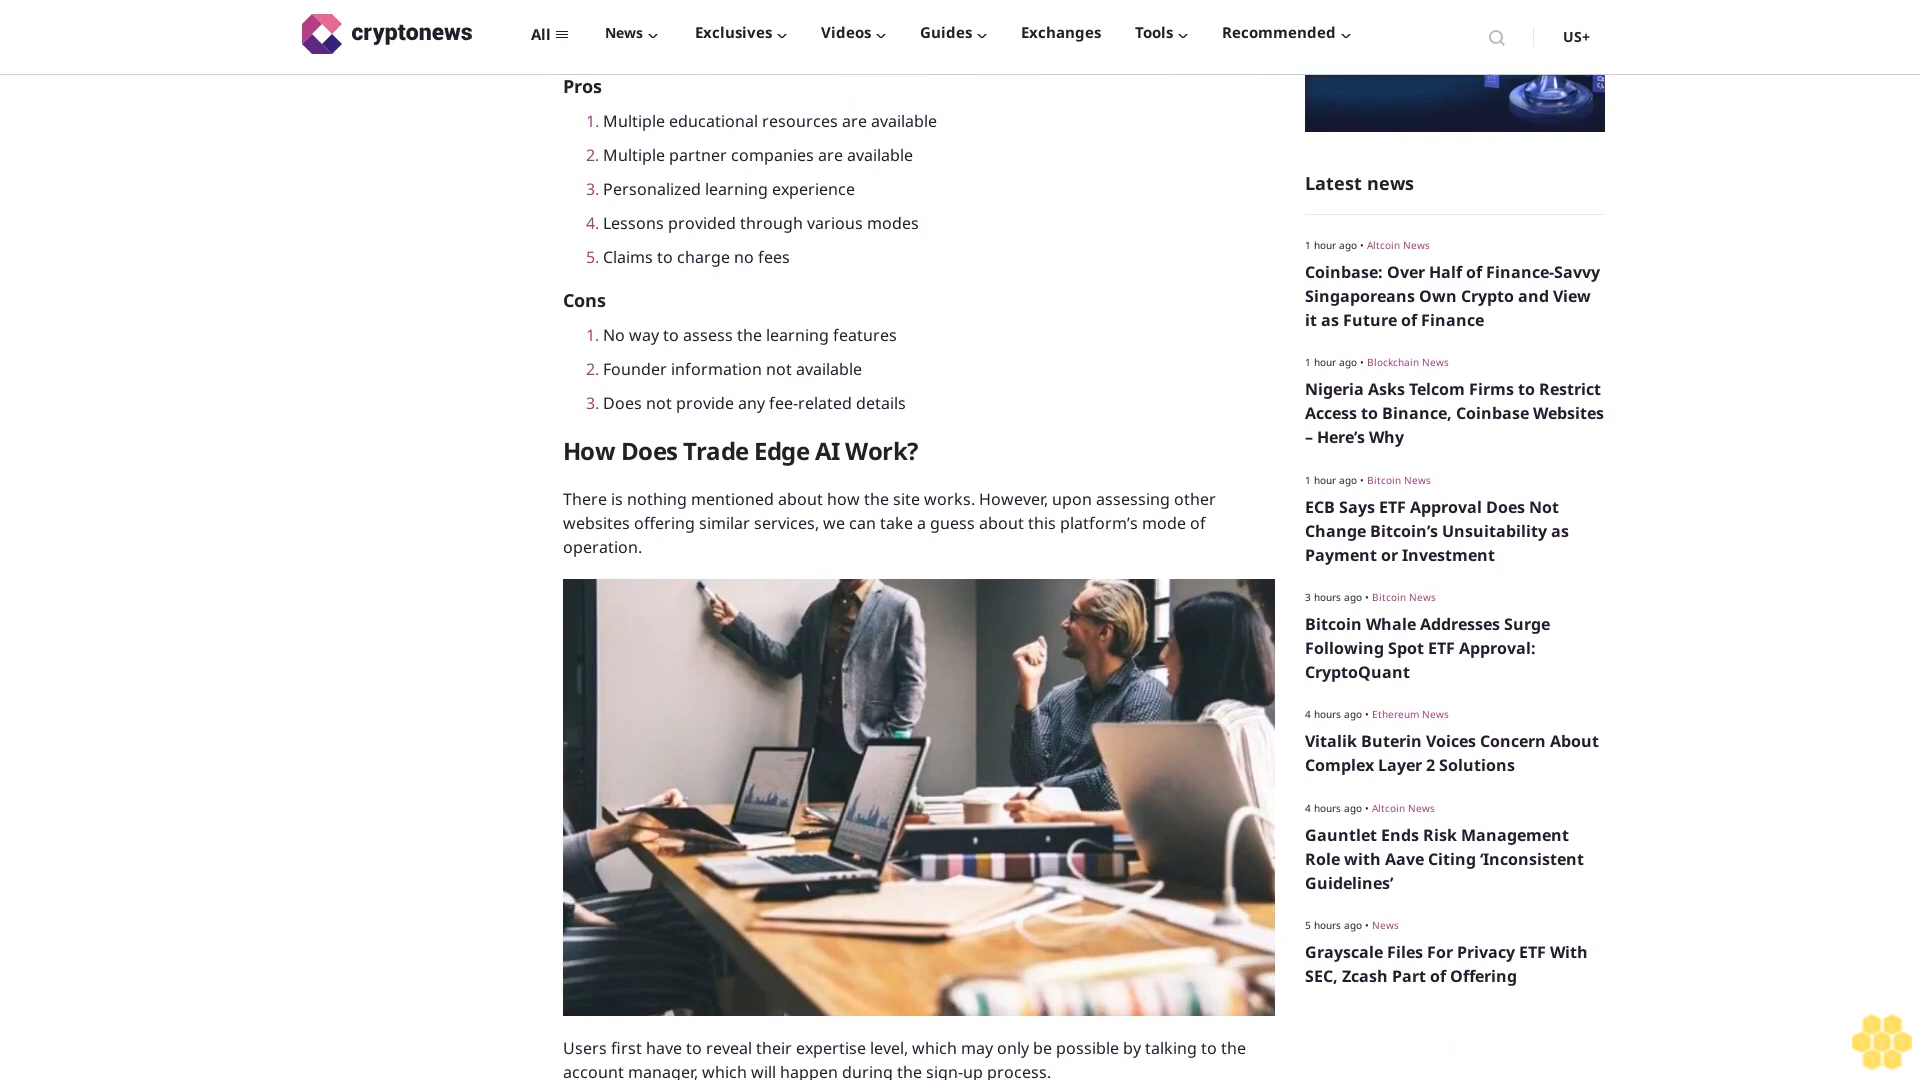 cryptonews
All
News
Exclusives
Videos
Guides
Exchanges
Tools
Recommended
US+
Pros
1. Multiple educational resources are available
2. Multiple partner companies are available
3. Personalized learning experience
4. Lessons provided through various modes
5. Claims to charge no fees
Cons
1. No way to assess the learning features
2. Founder information not available
3. Does not provide any fee-related details
How Does Trade Edge AI Work?
There is nothing mentioned about how the site works. However, upon assessing other
websites offering similar services, we can take a guess about this platform’s mode of
operation.
Users first have to reveal their expertise level, which may only be possible by talking to the
account manager, which will happen during the sign-up process.
Latest news
1 hour ago • Altcoin News
Coinbase: Over Half of Finance-Savvy
Singaporeans Own Crypto and View
it as Future of Finance
1 hour ago • Blockchain News
Nigeria Asks Telcom Firms to Restrict
Access to Binance, Coinbase Websites
– Here’s Why
1 hour ago • Bitcoin News
ECB Says ETF Approval Does Not
Change Bitcoin’s Unsuitability as
Payment or Investment
3 hours ago • Bitcoin News
Bitcoin Whale Addresses Surge
Following Spot ETF Approval:
CryptoQuant
4 hours ago • Ethereum News
Vitalik Buterin Voices Concern About
Complex Layer 2 Solutions
4 hours ago • Altcoin News
Gauntlet Ends Risk Management
Role with Aave Citing ‘Inconsistent
Guidelines’
5 hours ago • News
Grayscale Files For Privacy ETF With
SEC, Zcash Part of Offering